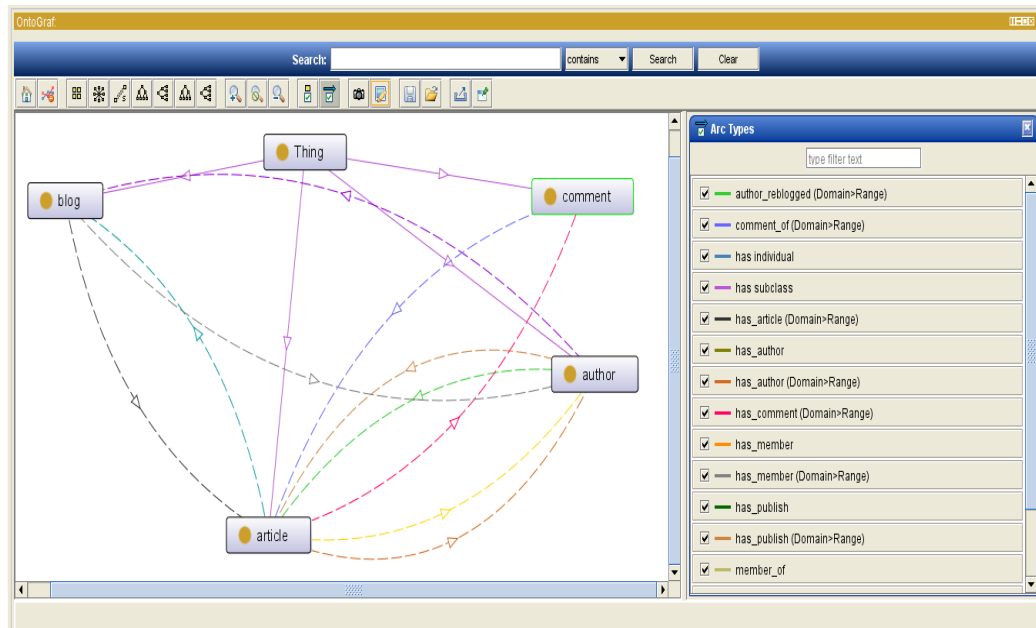 OntoGraf:
Search:
contains
Search
Clear
Arc Types
type filter text
Thing
blog
comment
author
article
author_reblogged (Domain>Range)
comment_of (Domain>Range)
has individual
has subclass
has_article (Domain>Range)
has_author
has_author (Domain>Range)
has_comment (Domain>Range)
has_member
has_member (Domain>Range)
has_publish
has_publish (Domain>Range)
member_of